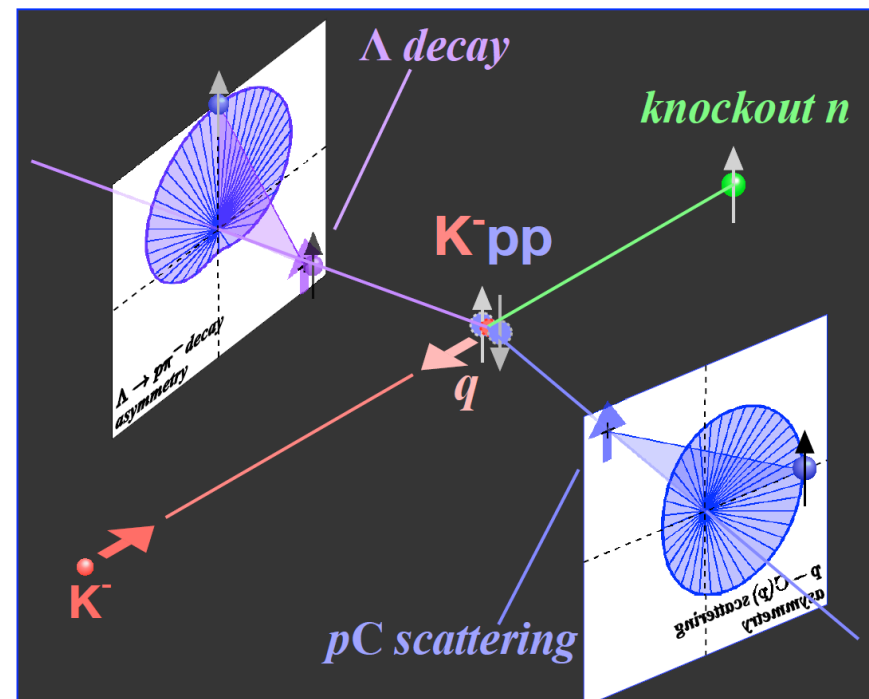 Λ decay
knockout n
K⁻pp
Λ → pπ⁻ decay
asymmetry
q
K⁻
p – C(p) scattering
asymmetry
pC scattering